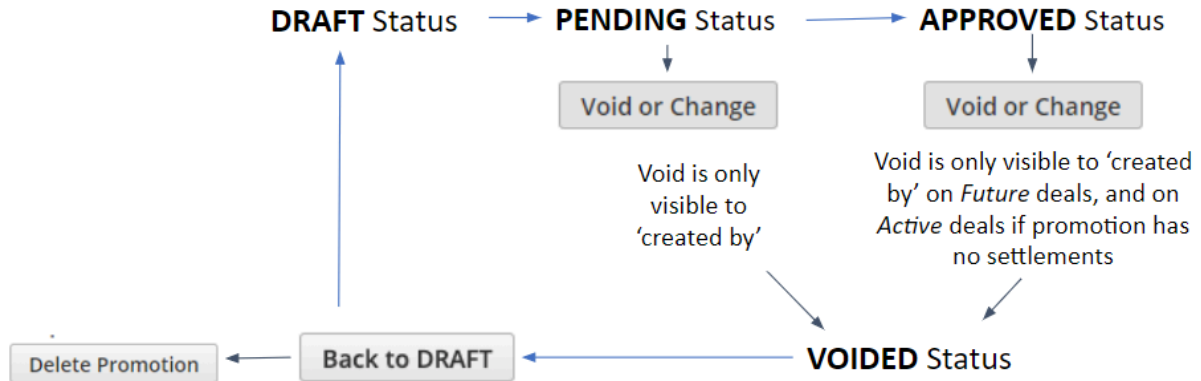 DRAFT Status
PENDING Status
APPROVED Status
Void or Change
Void or Change
Void is only
visible to
‘created by’
Void is only visible to ‘created
by’ on Future deals, and on
Active deals if promotion has
no settlements
Delete Promotion
Back to DRAFT
VOIDED Status